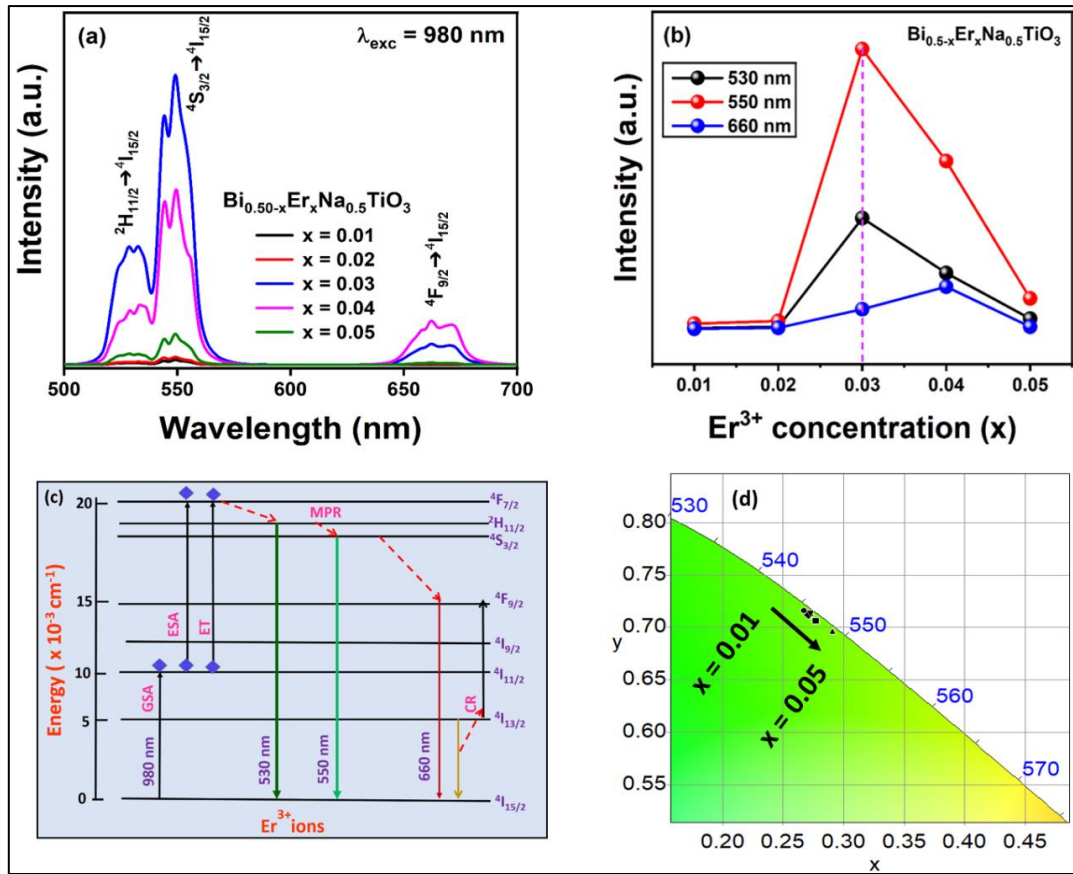 (a)
λexc = 980 nm
²H11/2→⁴I15/2
⁴S3/2→⁴I15/2
⁴F9/2→⁴I15/2
Bi0.50-xErxNa0.5TiO3
x = 0.01
x = 0.02
x = 0.03
x = 0.04
x = 0.05
Intensity (a.u.)
500 550 600 650 700
Wavelength (nm)
(b)
Bi0.5-xErxNa0.5TiO3
530 nm
550 nm
660 nm
Intensity (a.u.)
0.01 0.02 0.03 0.04 0.05
Er³⁺ concentration (x)
(c)
Energy ( x 10⁻³ cm⁻¹)
20
15
10
5
0
⁴F7/2
²H11/2
⁴S3/2
⁴F9/2
⁴I9/2
⁴I11/2
⁴I13/2
⁴I15/2
MPR
ESA
ET
GSA
CR
980 nm
530 nm
550 nm
660 nm
Er³⁺ ions
(d)
530
540
550
560
570
0.80
0.75
0.70
0.65
0.60
0.55
y
x = 0.01
x = 0.05
0.20 0.25 0.30 0.35 0.40 0.45
x